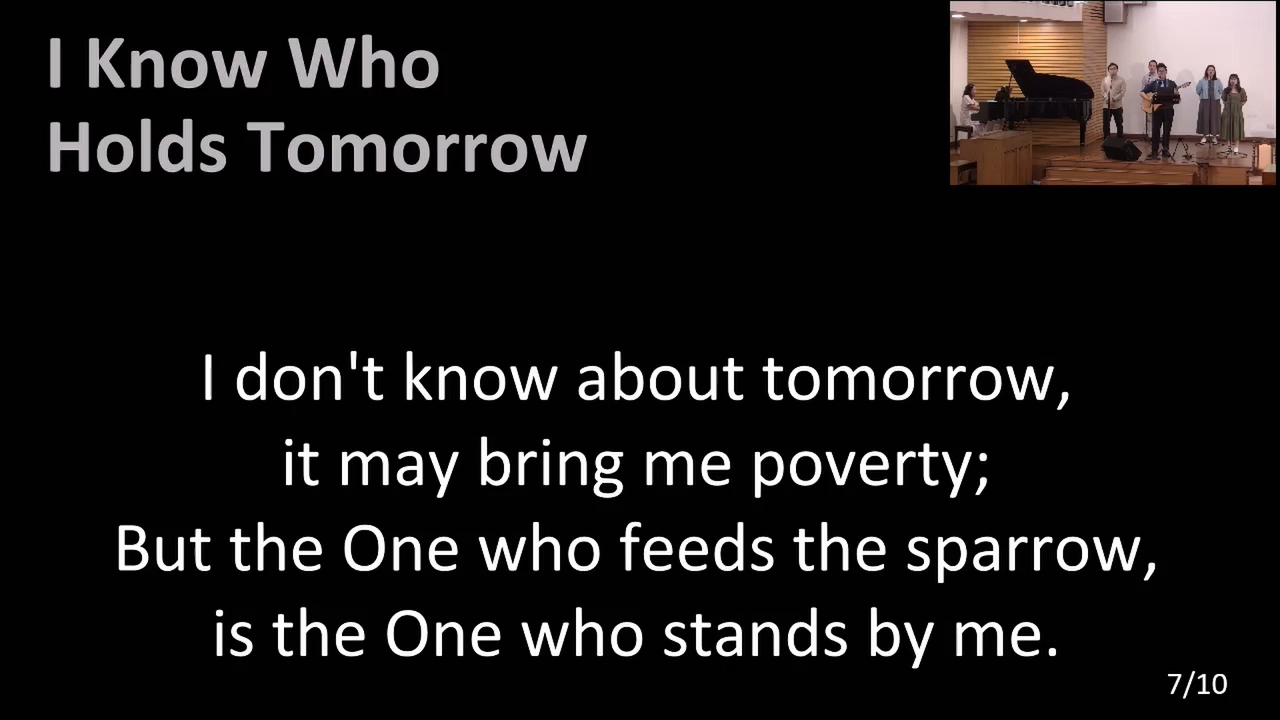 I Know Who
Holds Tomorrow
I don't know about tomorrow,
it may bring me poverty;
But the One who feeds the sparrow,
is the One who stands by me.
7/10